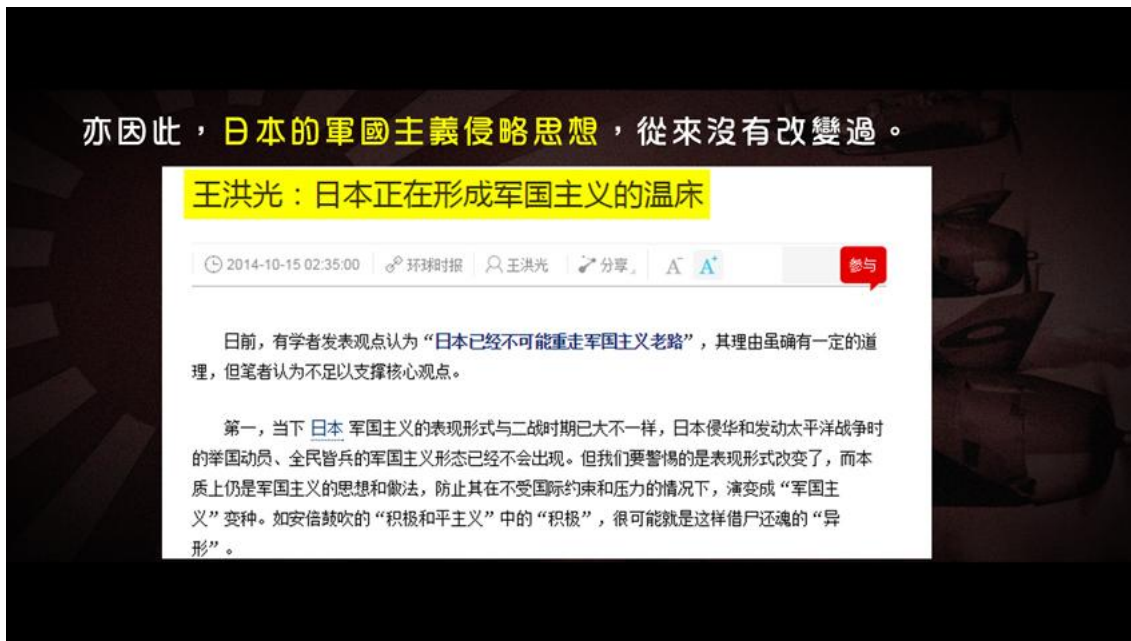 亦因此，日本的軍國主義侵略思想，從來沒有改變過。
王洪光：日本正在形成军国主义的温床
2014-10-15 02:35:00 环球时报 王洪光 分享 A- A+ 参与
日前，有学者发表观点认为“日本已经不可能重走军国主义老路”，其理由虽确有一定的道
理，但笔者认为不足以支撑核心观点。
第一，当下 日本 军国主义的表现形式与二战时期已大不一样，日本侵华和发动太平洋战争时
的举国动员、全民皆兵的军国主义形态已经不会出现。但我们要警惕的是表现形式改变了，而本
质上仍是军国主义的思想和做法，防止其在不受国际约束和压力的情况下，演变成“军国主
义”变种。如安倍鼓吹的“积极和平主义”中的“积极”，很可能就是这样借尸还魂的“异
形”。